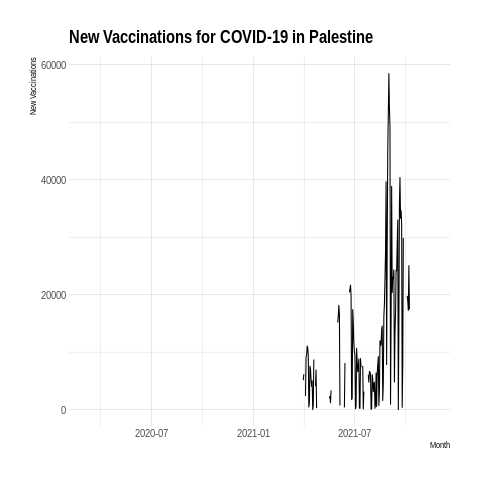 New Vaccinations for COVID-19 in Palestine
New Vaccinations
60000
40000
20000
0
2020-07
2021-01
2021-07
Month